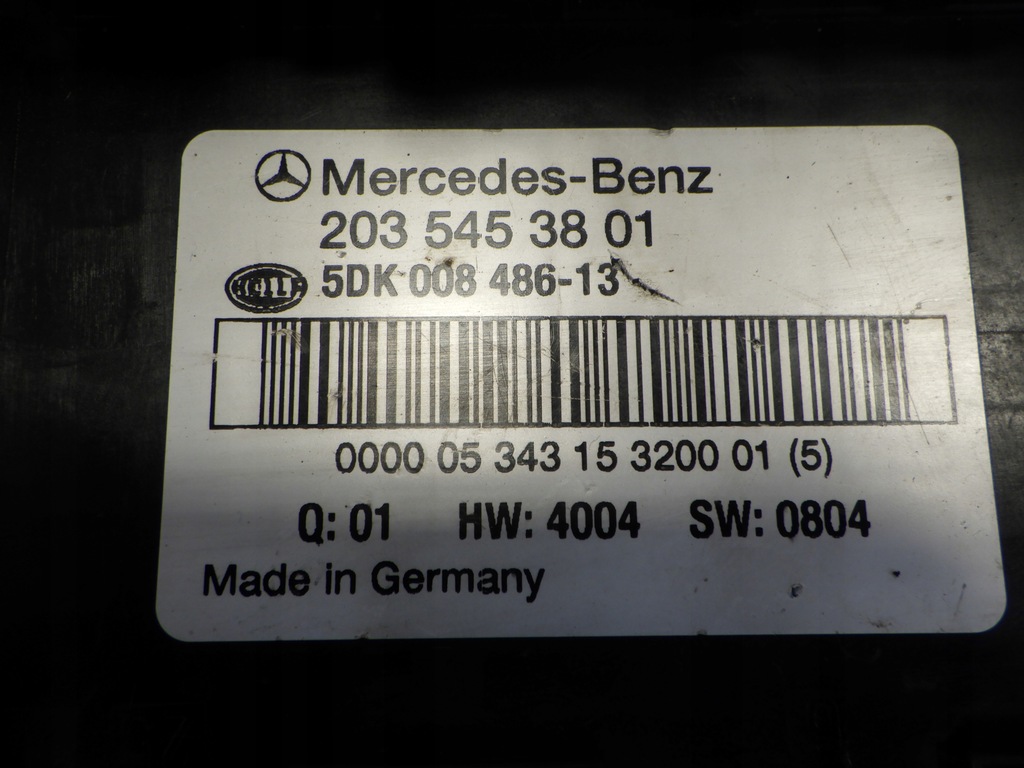 Mercedes-Benz
203 545 38 01
HELLA 5DK 008 486-13
0000 05 343 15 3200 01 (5)
Q: 01 HW: 4004 SW: 0804
Made in Germany